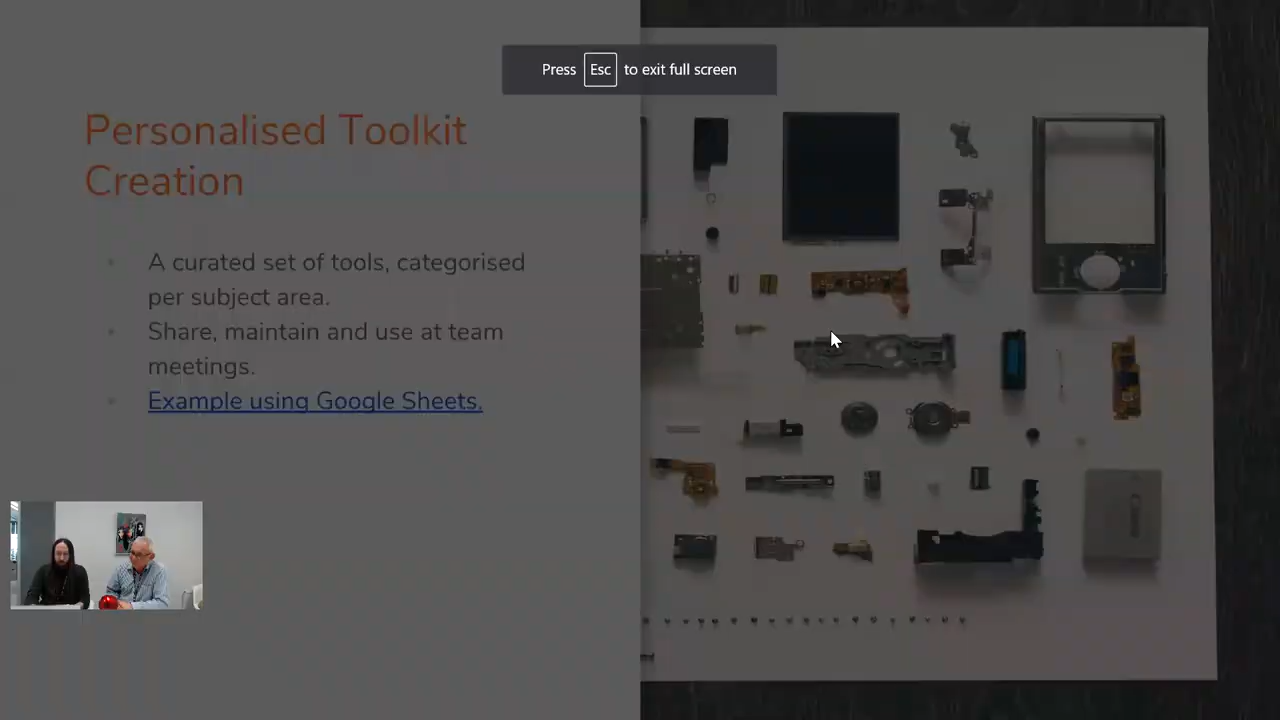 Press Esc to exit full screen
Personalised Toolkit
Creation
A curated set of tools, categorised
per subject area.
Share, maintain and use at team
meetings.
Example using Google Sheets.